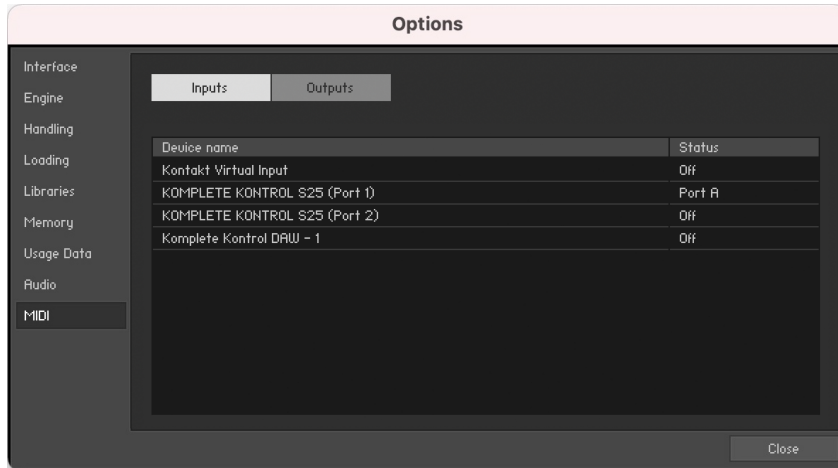 Options
Interface
Engine
Handling
Loading
Libraries
Memory
Usage Data
Audio
MIDI
Inputs Outputs
Device name Status
Kontakt Virtual Input Off
KOMPLETE KONTROL S25 (Port 1) Port A
KOMPLETE KONTROL S25 (Port 2) Off
Komplete Kontrol DAW - 1 Off
Close